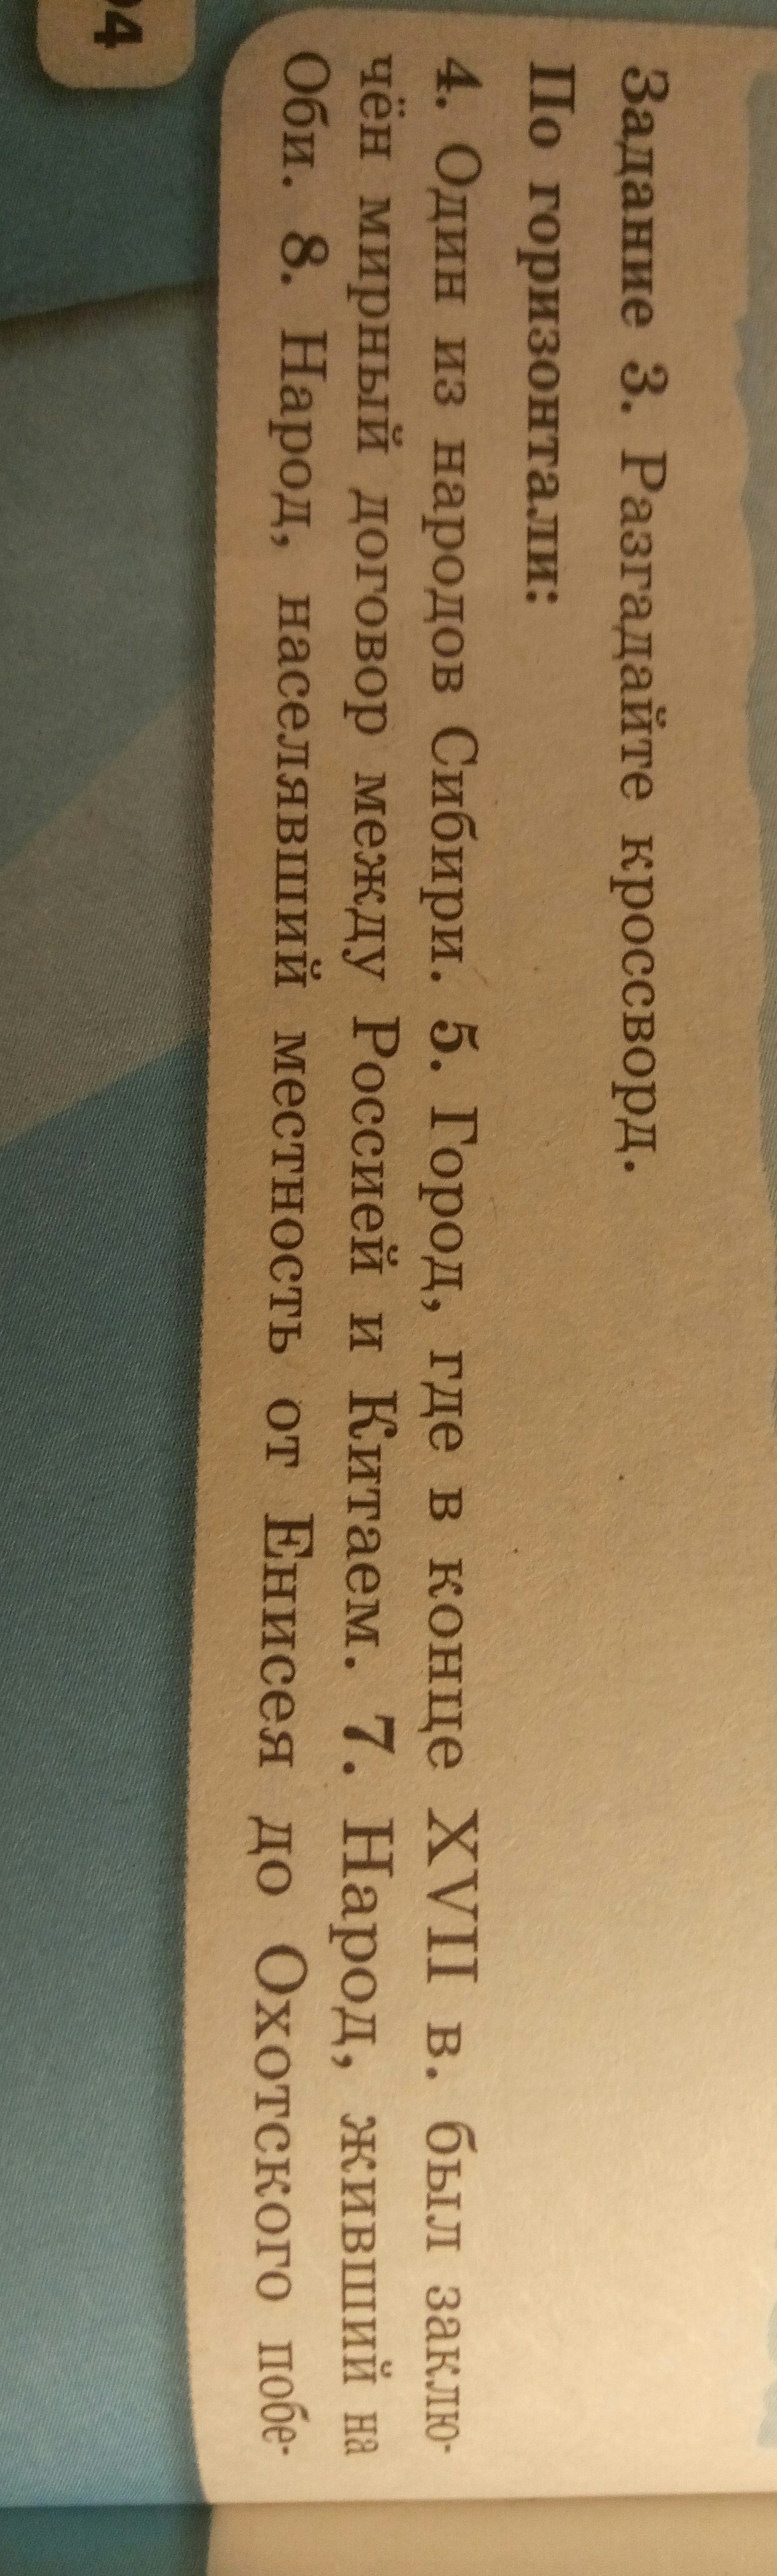 Задание 3. Разгадайте кроссворд.
По горизонтали:
4. Один из народов Сибири. 5. Город, где в конце XVII в. был заклю-
чён мирный договор между Россией и Китаем. 7. Народ, живший на
Оби. 8. Народ, населявший местность от Енисея до Охотского побе-